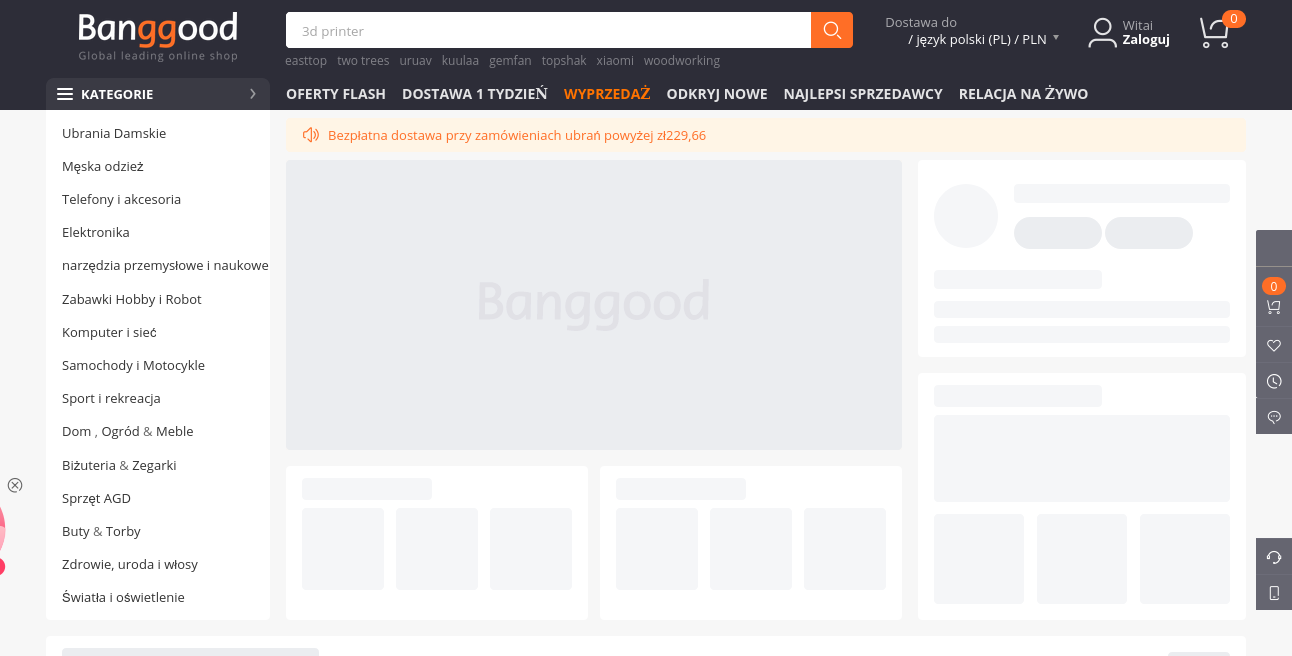 Banggood
Global leading online shop
3d printer
easttop two trees uruav kuulaa gemfan topshak xiaomi woodworking
Dostawa do
/ język polski (PL) / PLN
Witai
Zaloguj
0
KATEGORIE
OFERTY FLASH DOSTAWA 1 TYDZIEŃ WYPRZEDAŻ ODKRYJ NOWE NAJLEPSI SPRZEDAWCY RELACJA NA ŻYWO
Ubrania Damskie
Męska odzież
Telefony i akcesoria
Elektronika
narzędzia przemysłowe i naukowe
Zabawki Hobby i Robot
Komputer i sieć
Samochody i Motocykle
Sport i rekreacja
Dom , Ogród & Meble
Biżuteria & Zegarki
Sprzęt AGD
Buty & Torby
Zdrowie, uroda i włosy
Światła i oświetlenie
Bezpłatna dostawa przy zamówieniach ubrań powyżej zł229,66
Banggood
0